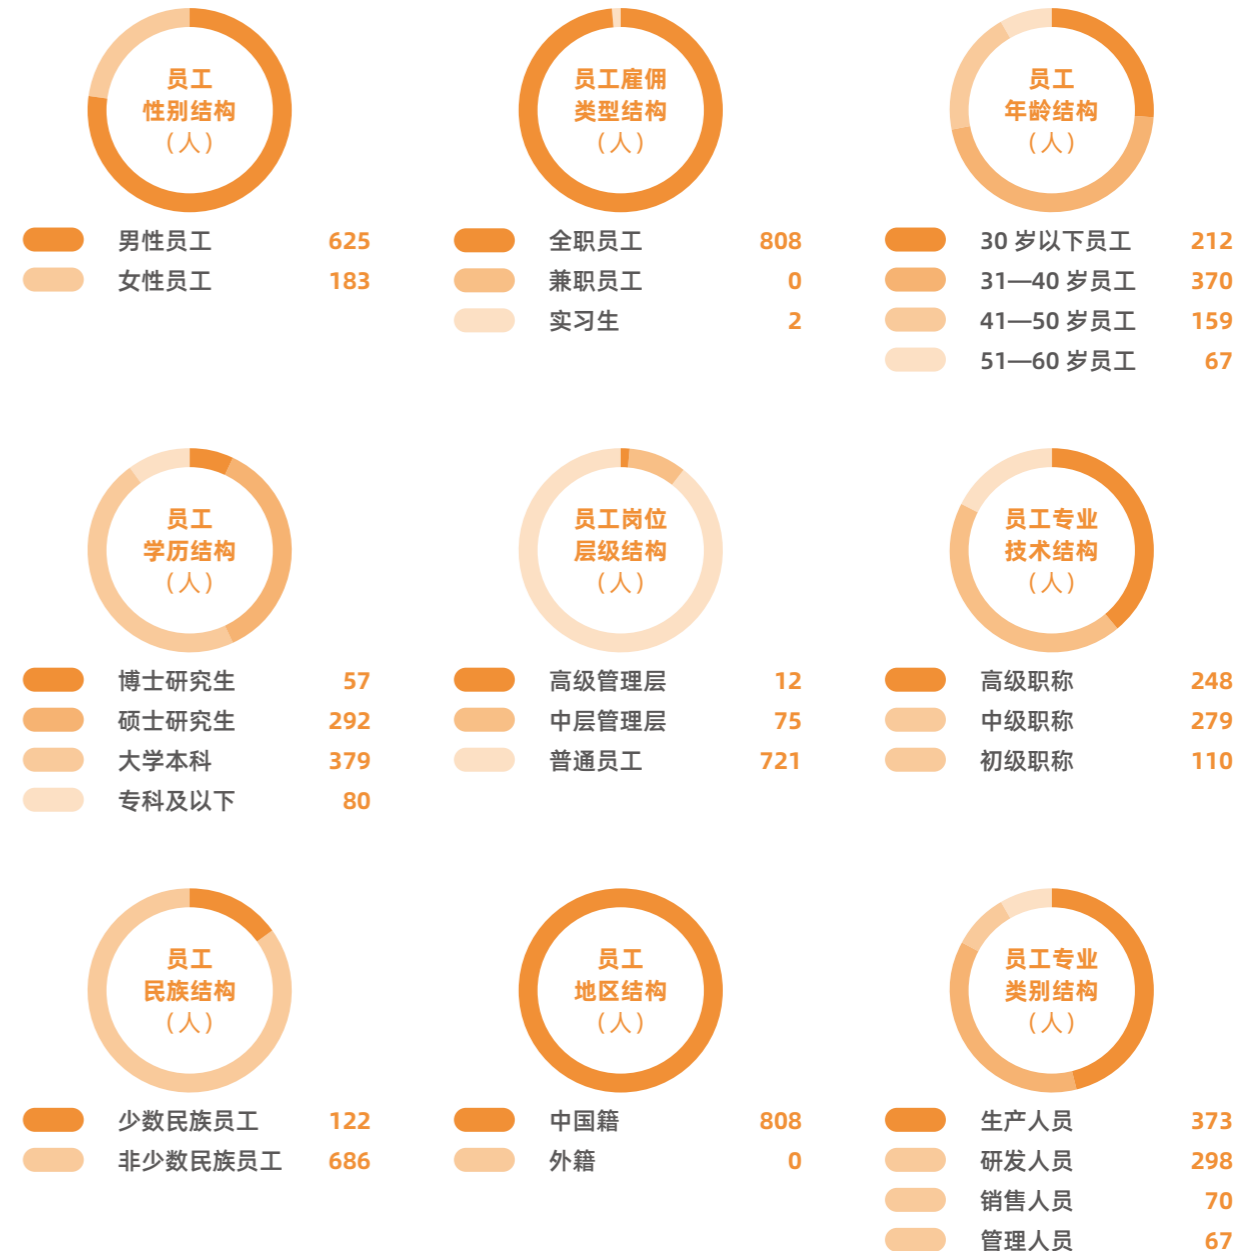 员工
性别结构
（人）
男性员工 625
女性员工 183
员工雇佣
类型结构
（人）
全职员工 808
兼职员工 0
实习生 2
员工
年龄结构
（人）
30 岁以下员工 212
31—40 岁员工 370
41—50 岁员工 159
51—60 岁员工 67
员工
学历结构
（人）
博士研究生 57
硕士研究生 292
大学本科 379
专科及以下 80
员工岗位
层级结构
（人）
高级管理层 12
中层管理层 75
普通员工 721
员工专业
技术结构
（人）
高级职称 248
中级职称 279
初级职称 110
员工
民族结构
（人）
少数民族员工 122
非少数民族员工 686
员工
地区结构
（人）
中国籍 808
外籍 0
员工专业
类别结构
（人）
生产人员 373
研发人员 298
销售人员 70
管理人员 67